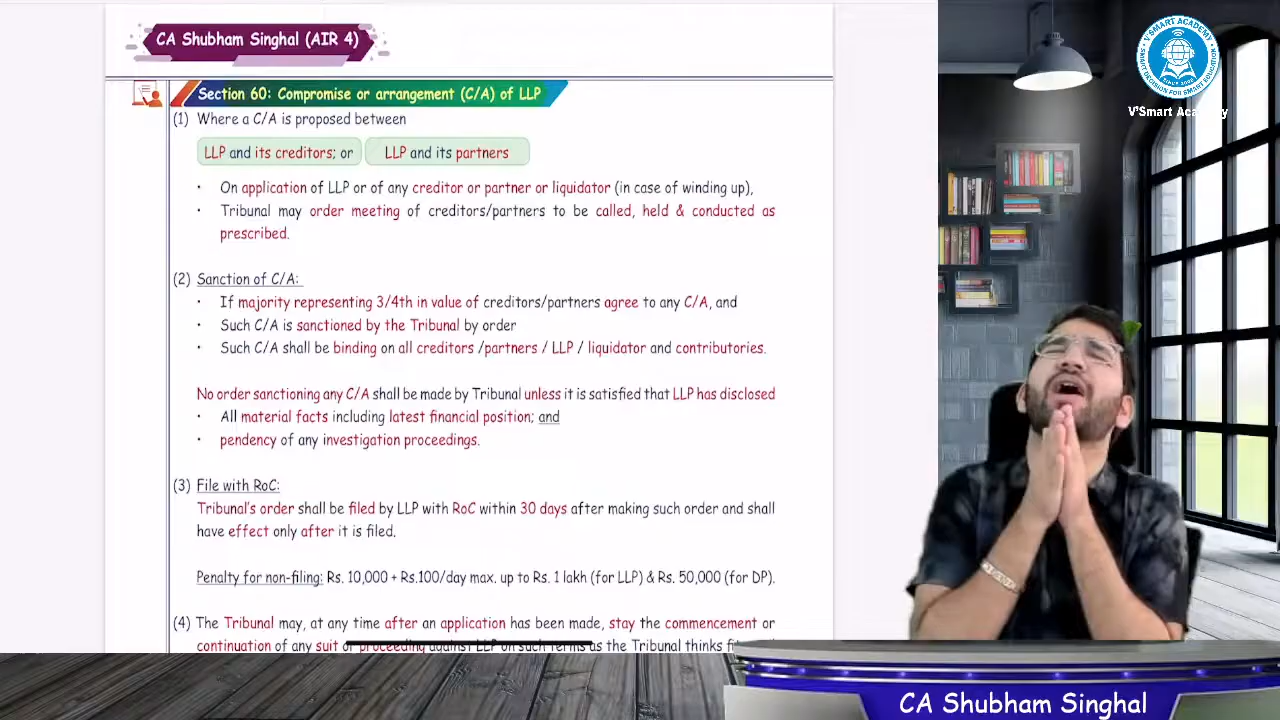 CA Shubham Singhal (AIR 4)
Section 60: Compromise or arrangement (C/A) of LLP
(1) Where a C/A is proposed between
LLP and its creditors; or LLP and its partners
• On application of LLP or of any creditor or partner or liquidator (in case of winding up),
• Tribunal may order meeting of creditors/partners to be called, held & conducted as
prescribed.
(2) Sanction of C/A:
• If majority representing 3/4th in value of creditors/partners agree to any C/A, and
• Such C/A is sanctioned by the Tribunal by order
• Such C/A shall be binding on all creditors /partners / LLP / liquidator and contributories.
No order sanctioning any C/A shall be made by Tribunal unless it is satisfied that LLP has disclosed
• All material facts including latest financial position; and
• pendency of any investigation proceedings.
(3) File with RoC:
Tribunal's order shall be filed by LLP with RoC within 30 days after making such order and shall
have effect only after it is filed.
Penalty for non-filing: Rs. 10,000 + Rs.100/day max. up to Rs. 1 lakh (for LLP) & Rs. 50,000 (for DP).
(4) The Tribunal may, at any time after an application has been made, stay the commencement or
continuation of any suit or proceeding against LLP on such terms as the Tribunal thinks
V'SMART ACADEMY
SMART DECISION FOR SMART EDUCATION
V'Smart Academy
CA Shubham Singhal